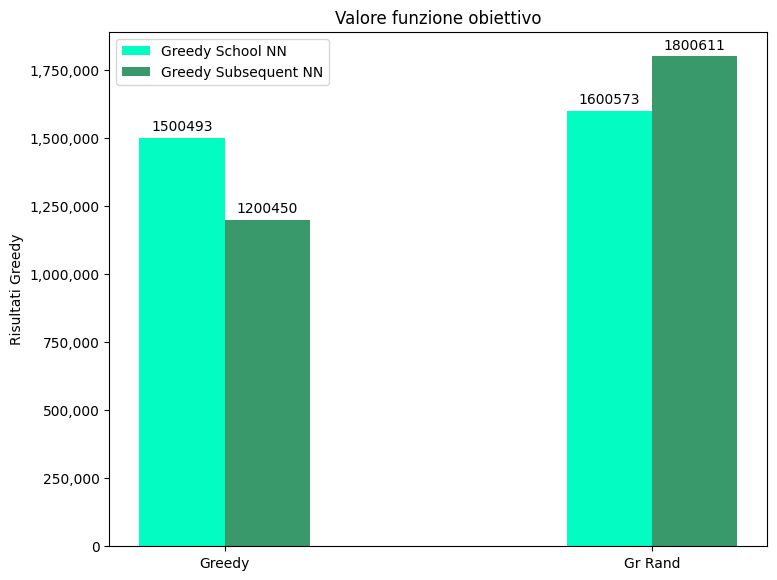 Valore funzione obiettivo
Greedy School NN
Greedy Subsequent NN
Risultati Greedy
1,750,000
1,500,000
1,250,000
1,000,000
750,000
500,000
250,000
0
1500493
1200450
1600573
1800611
Greedy
Gr Rand